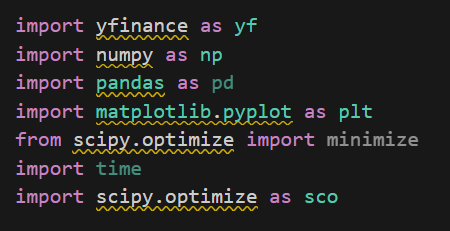 import yfinance as yf
import numpy as np
import pandas as pd
import matplotlib.pyplot as plt
from scipy.optimize import minimize
import time
import scipy.optimize as sco